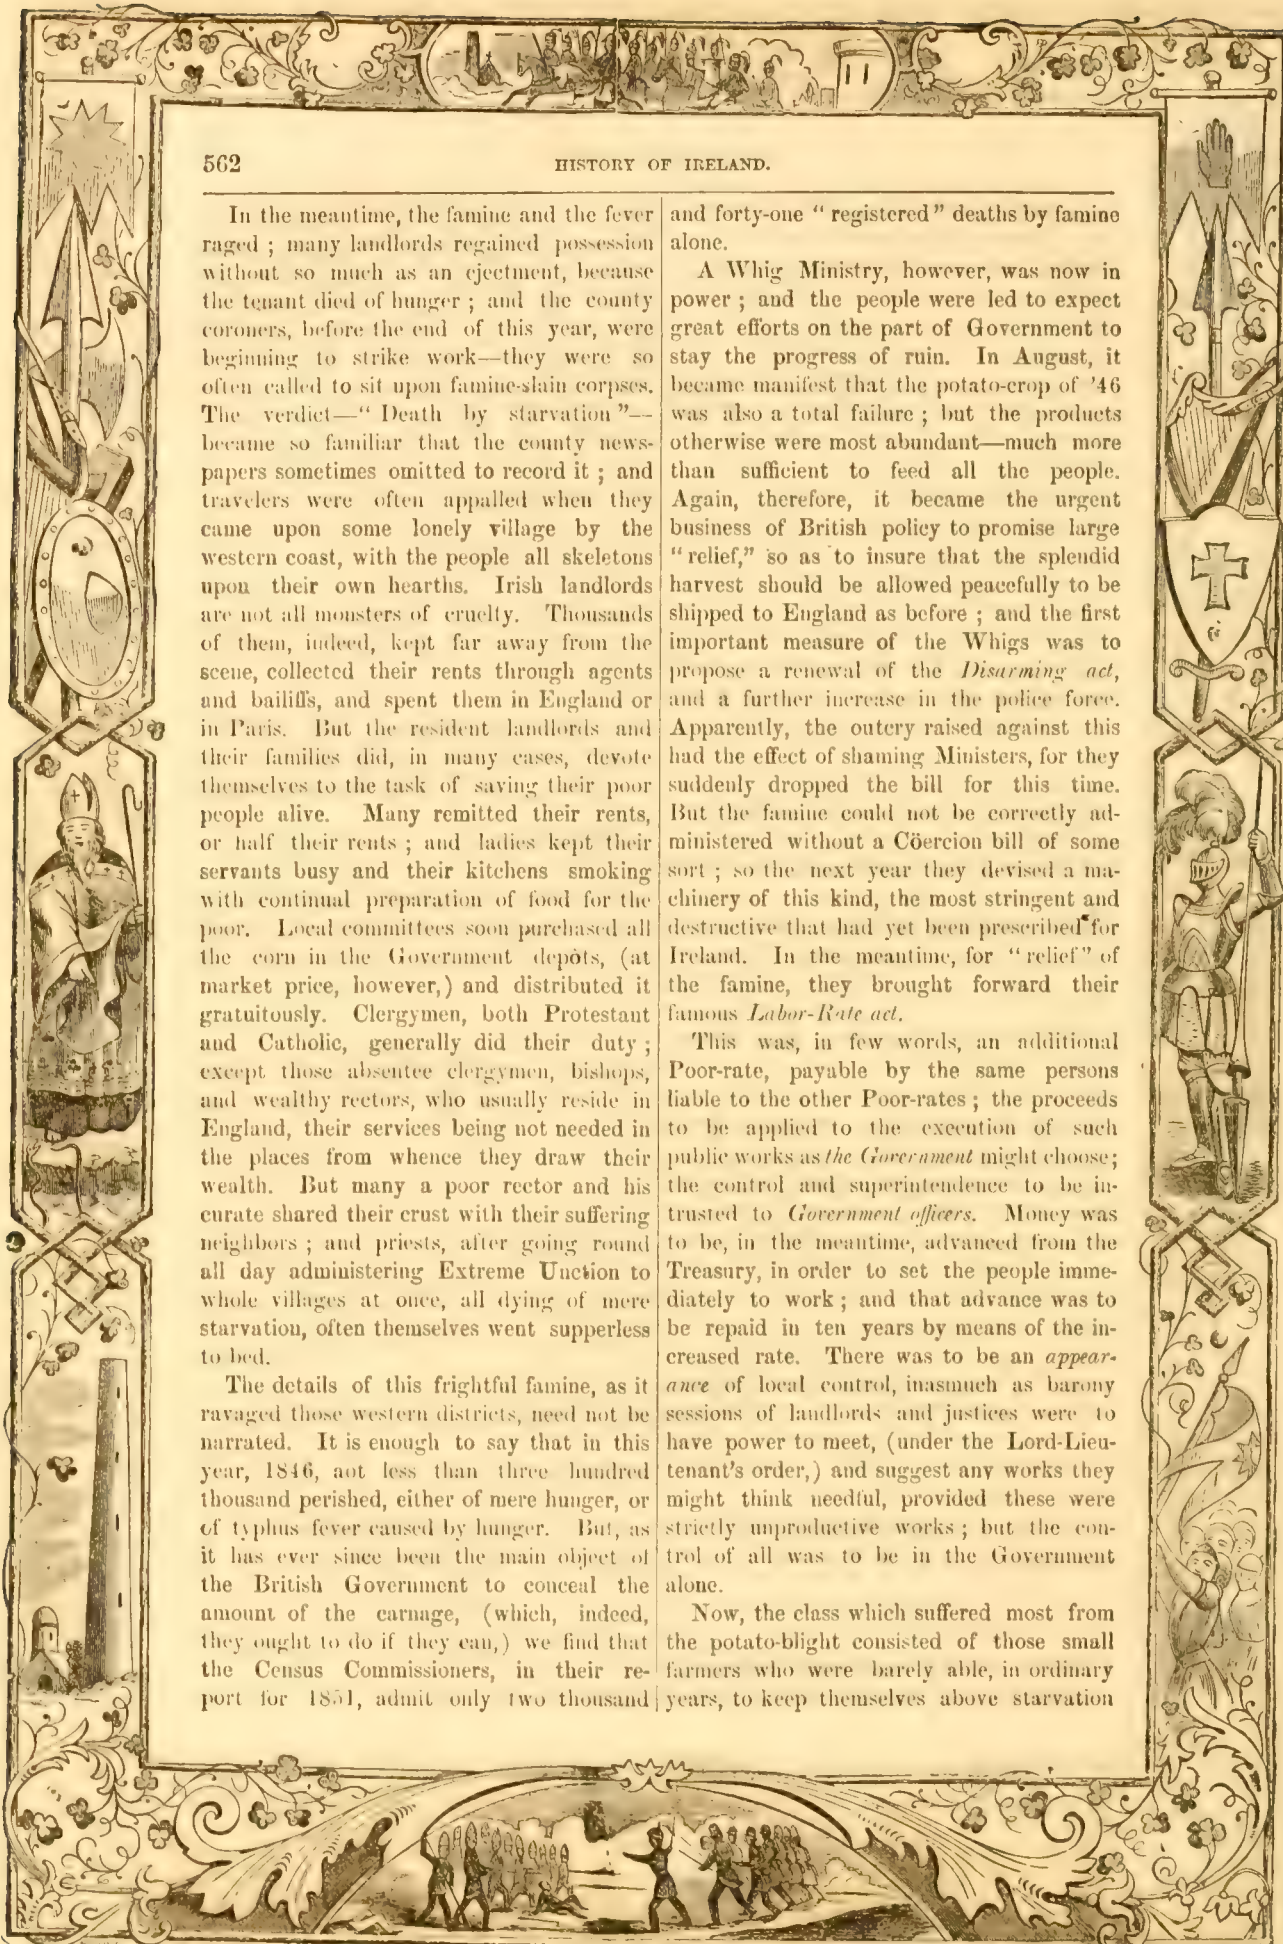 562
HISTORY OF IRELAND.
In the meantime, the famine and the fever
raged ; many landlords regained possession
without so much as an ejectment, because
the tenant died of hunger ; and the county
coroners, before the end of this year, were
beginning to strike work—they were so
often called to sit upon famine-slain corpses.
The verdict—“ Death by starvation ”—
became so familiar that the county news-
papers sometimes omitted to record it ; and
travelers were often appalled when they
came upon some lonely village by the
western coast, with the people all skeletons
upon their own hearths. Irish landlords
are not all monsters of cruelty. Thousands
of them, indeed, kept far away from the
scene, collected their rents through agents
and bailiffs, and spent them in England or
in Paris. But the resident landlords and
their families did, in many cases, devote
themselves to the task of saving their poor
people alive. Many remitted their rents,
or half their rents ; and ladies kept their
servants busy and their kitchens smoking
with continual preparation of food for the
poor. Local committees soon purchased all
the corn in the Government depôts, (at
market price, however,) and distributed it
gratuitously. Clergymen, both Protestant
and Catholic, generally did their duty ;
except those absentee clergymen, bishops,
and wealthy rectors, who usually reside in
England, their services being not needed in
the places from whence they draw their
wealth. But many a poor rector and his
curate shared their crust with their suffering
neighbors ; and priests, after going round
all day administering Extreme Unction to
whole villages at once, all dying of mere
starvation, often themselves went supperless
to bed.
The details of this frightful famine, as it
ravaged those western districts, need not be
narrated. It is enough to say that in this
year, 1846, not less than three hundred
thousand perished, either of mere hunger, or
of typhus fever caused by hunger. But, as
it has ever since been the main object of
the British Government to conceal the
amount of the carnage, (which, indeed,
they ought to do if they can,) we find that
the Census Commissioners, in their re-
port for 1851, admit only two thousand
and forty-one “ registered” deaths by famine
alone.
A Whig Ministry, however, was now in
power ; and the people were led to expect
great efforts on the part of Government to
stay the progress of ruin. In August, it
became manifest that the potato-crop of ’46
was also a total failure ; but the products
otherwise were most abundant—much more
than sufficient to feed all the people.
Again, therefore, it became the urgent
business of British policy to promise large
“ relief,” so as to insure that the splendid
harvest should be allowed peacefully to be
shipped to England as before ; and the first
important measure of the Whigs was to
propose a renewal of the Disarming act,
and a further increase in the police force.
Apparently, the outcry raised against this
had the effect of shaming Ministers, for they
suddenly dropped the bill for this time.
But the famine could not be correctly ad-
ministered without a Cöercion bill of some
sort ; so the next year they devised a ma-
chinery of this kind, the most stringent and
destructive that had yet been prescribed for
Ireland. In the meantime, for “relief” of
the famine, they brought forward their
famous Labor-Rate act.
This was, in few words, an additional
Poor-rate, payable by the same persons
liable to the other Poor-rates ; the proceeds
to be applied to the execution of such
public works as the Government might choose;
the control and superintendence to be in-
trusted to Government officers. Money was
to be, in the meantime, advanced from the
Treasury, in order to set the people imme-
diately to work ; and that advance was to
be repaid in ten years by means of the in-
creased rate. There was to be an appear-
ance of local control, inasmuch as barony
sessions of landlords and justices were to
have power to meet, (under the Lord-Lieu-
tenant's order,) and suggest any works they
might think needful, provided these were
strictly unproductive works ; but the con-
trol of all was to be in the Government
alone.
Now, the class which suffered most from
the potato-blight consisted of those small
farmers who were barely able, in ordinary
years, to keep themselves above starvation